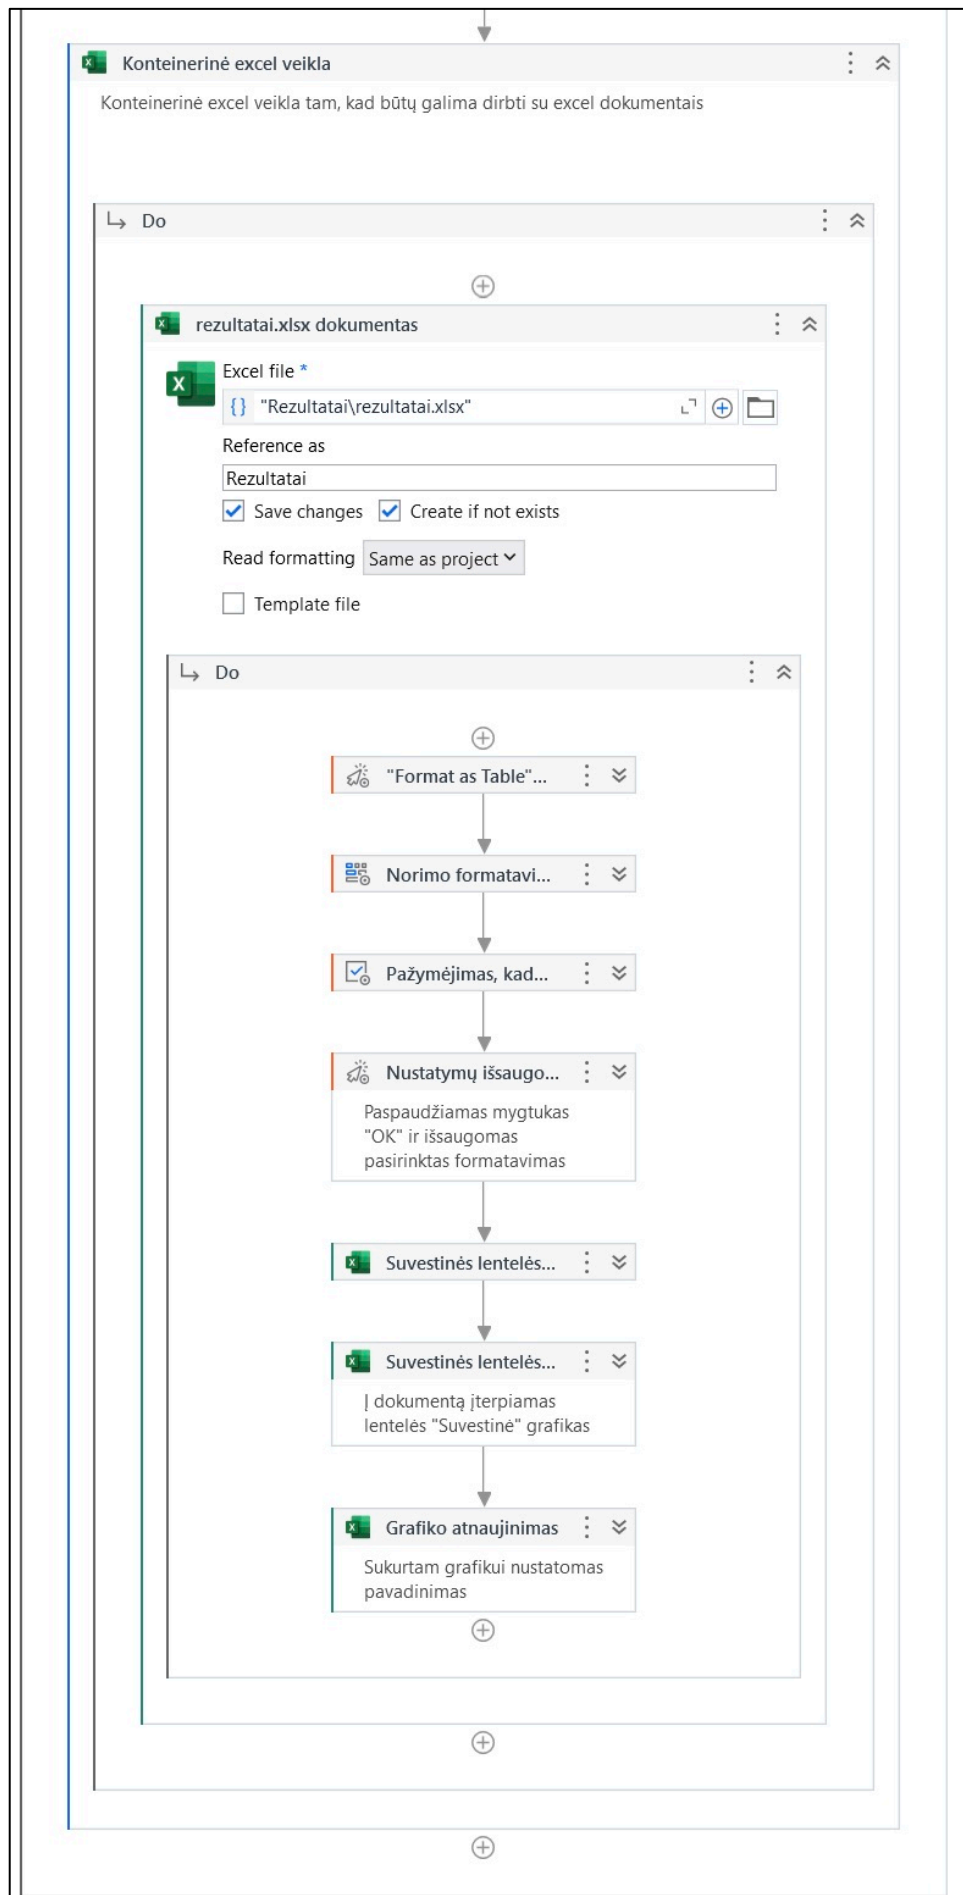 Konteinerinė excel veikla
Konteinerinė excel veikla tam, kad būtų galima dirbti su excel dokumentais
Do
rezultatai.xlsx dokumentas
Excel file *
{} "Rezultatai\rezultatai.xlsx"
Reference as
Rezultatai
Save changes Create if not exists
Read formatting Same as project
Template file
Do
"Format as Table"...
Norimo formatavi...
Pažymėjimas, kad...
Nustatymų išsaugo...
Paspaudžiamas mygtukas
"OK" ir išsaugomas
pasirinktas formatavimas
Suvestinės lentelės...
Suvestinės lentelės...
Į dokumentą įterpiamas
lentelės "Suvestinė" grafikas
Grafiko atnaujinimas
Sukurtam grafikui nustatomas
pavadinimas